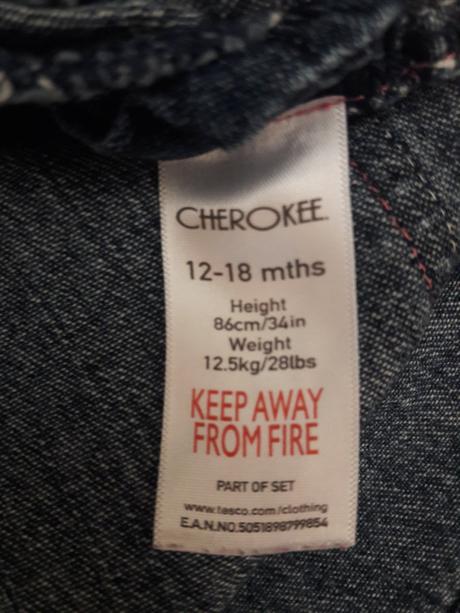 CHEROKEE.
12-18 mths
Height
86cm/34in
Weight
12.5kg/28lbs
KEEP AWAY
FROM FIRE
PART OF SET
www.tesco.com/clothing
E.A.N.NO.5051898799854